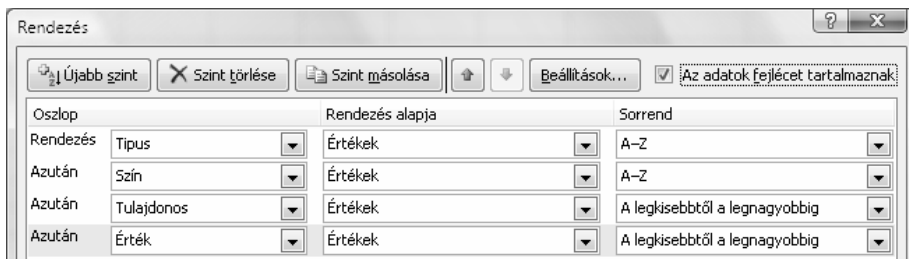 Rendezés
Újabb szint Szint törlése Szint másolása Beállítások... Az adatok fejlécet tartalmaznak
Oszlop Rendezés alapja Sorrend
Rendezés Tipus Értékek A-Z
Azután Szín Értékek A-Z
Azután Tulajdonos Értékek A legkisebbtől a legnagyobbig
Azután Érték Értékek A legkisebbtől a legnagyobbig